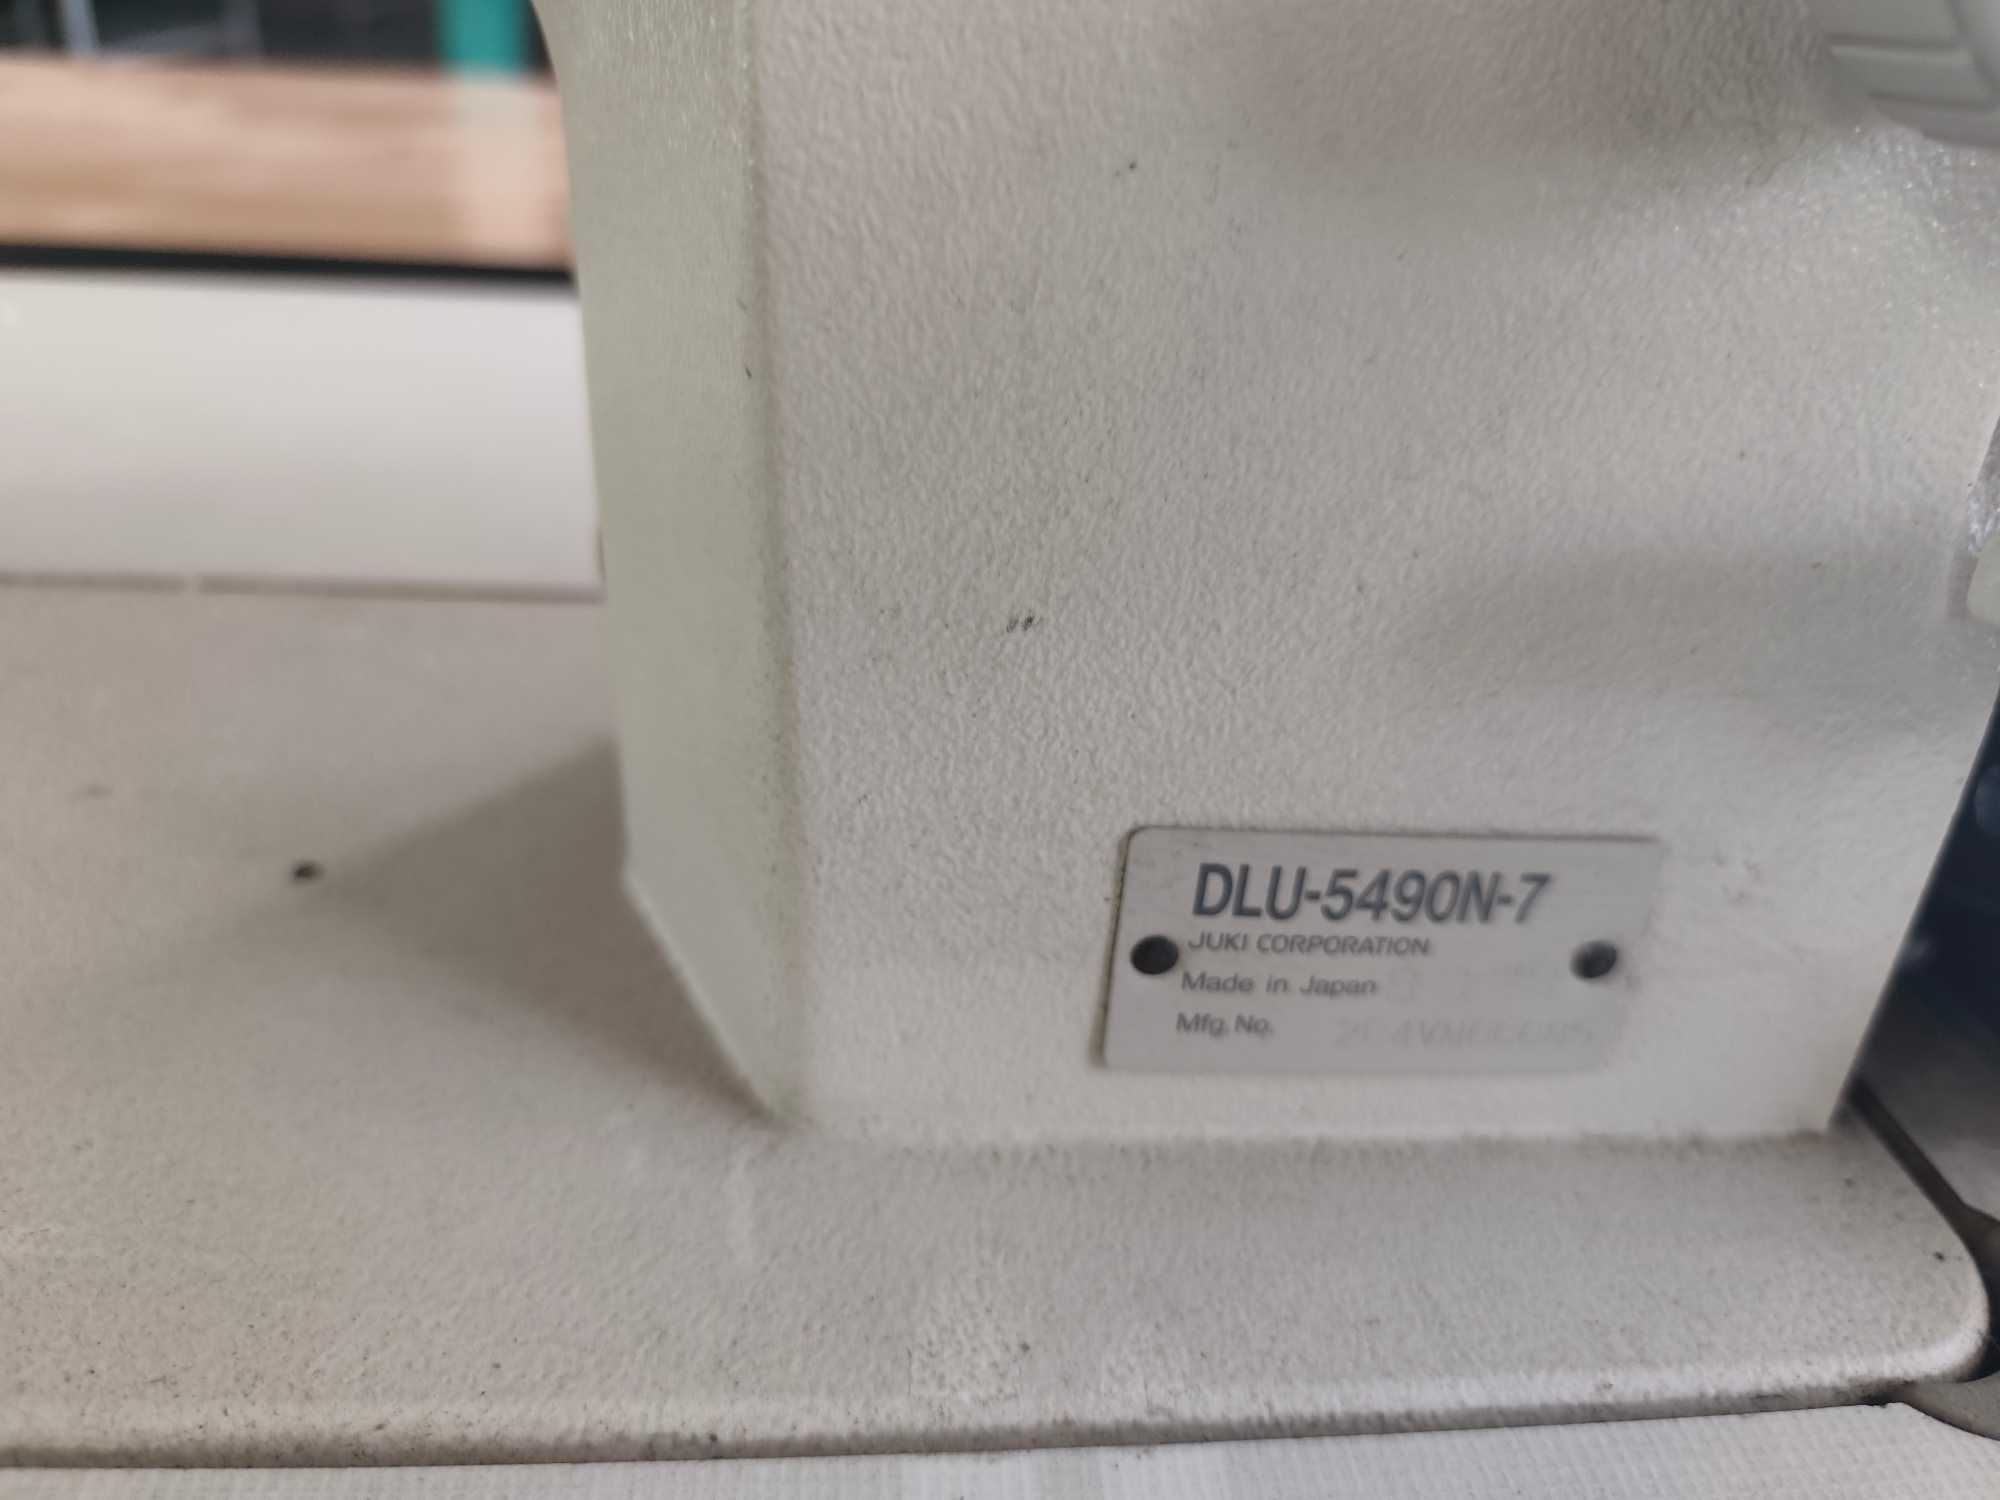 DLU-5490N-7
JUKI CORPORATION
Made in Japan
Mfg. No.